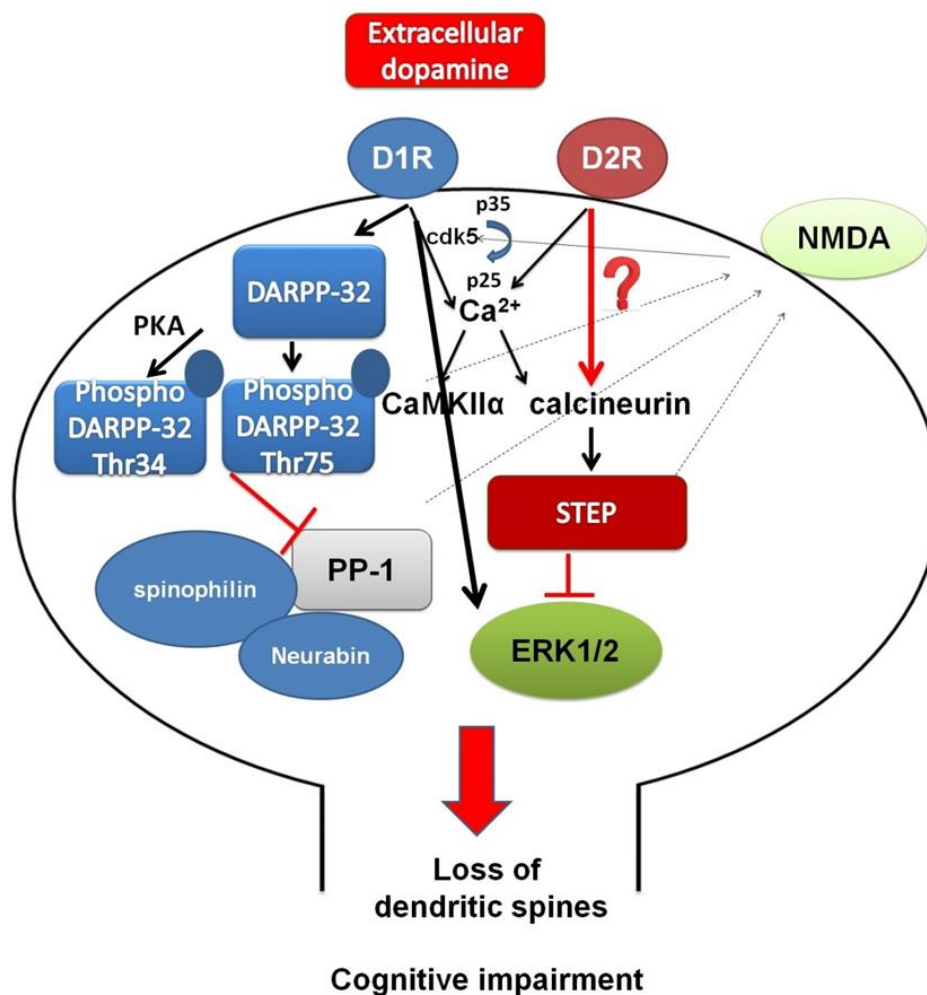 Extracellular
dopamine
D1R
D2R
p35
cdk5
p25
NMDA
DARPP-32
?
Ca²⁺
PKA
Phospho
DARPP-32
Thr34
Phospho
DARPP-32
Thr75
CaMKIIα
calcineurin
STEP
PP-1
spinophilin
Neurabin
ERK1/2
Loss of
dendritic spines
Cognitive impairment